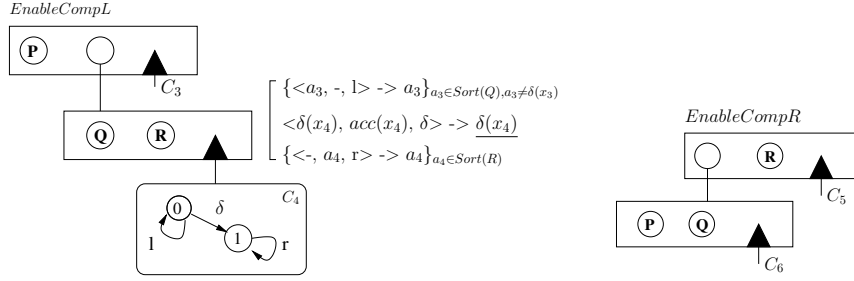 EnableCompL
P
C₃
Q R
{<a₃, -, l> -> a₃}ₐ₃∈Sort(Q),a₃≠δ(x₃)
<δ(x₄), acc(x₄), δ> -> δ(x₄)
{<-, a₄, r> -> a₄}ₐ₄∈Sort(R)
C₄
0 δ
l 1 r
EnableCompR
R
C₅
P Q
C₆